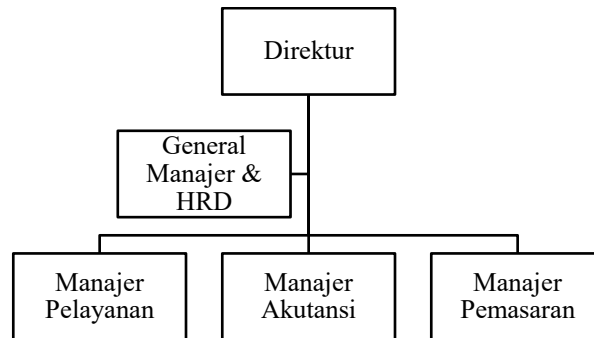 Direktur
General
Manajer &
HRD
Manajer
Pelayanan
Manajer
Akutansi
Manajer
Pemasaran